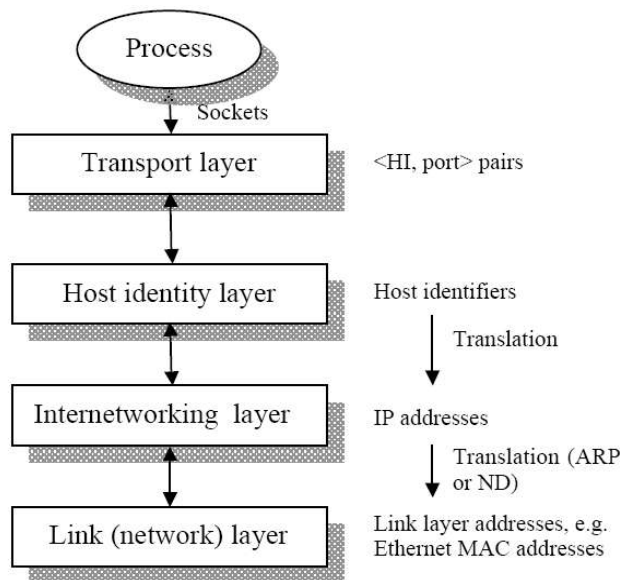 Process
Sockets
Transport layer
<HI, port> pairs
Host identity layer
Host identifiers
Translation
Internetworking layer
IP addresses
Translation (ARP
or ND)
Link (network) layer
Link layer addresses, e.g.
Ethernet MAC addresses